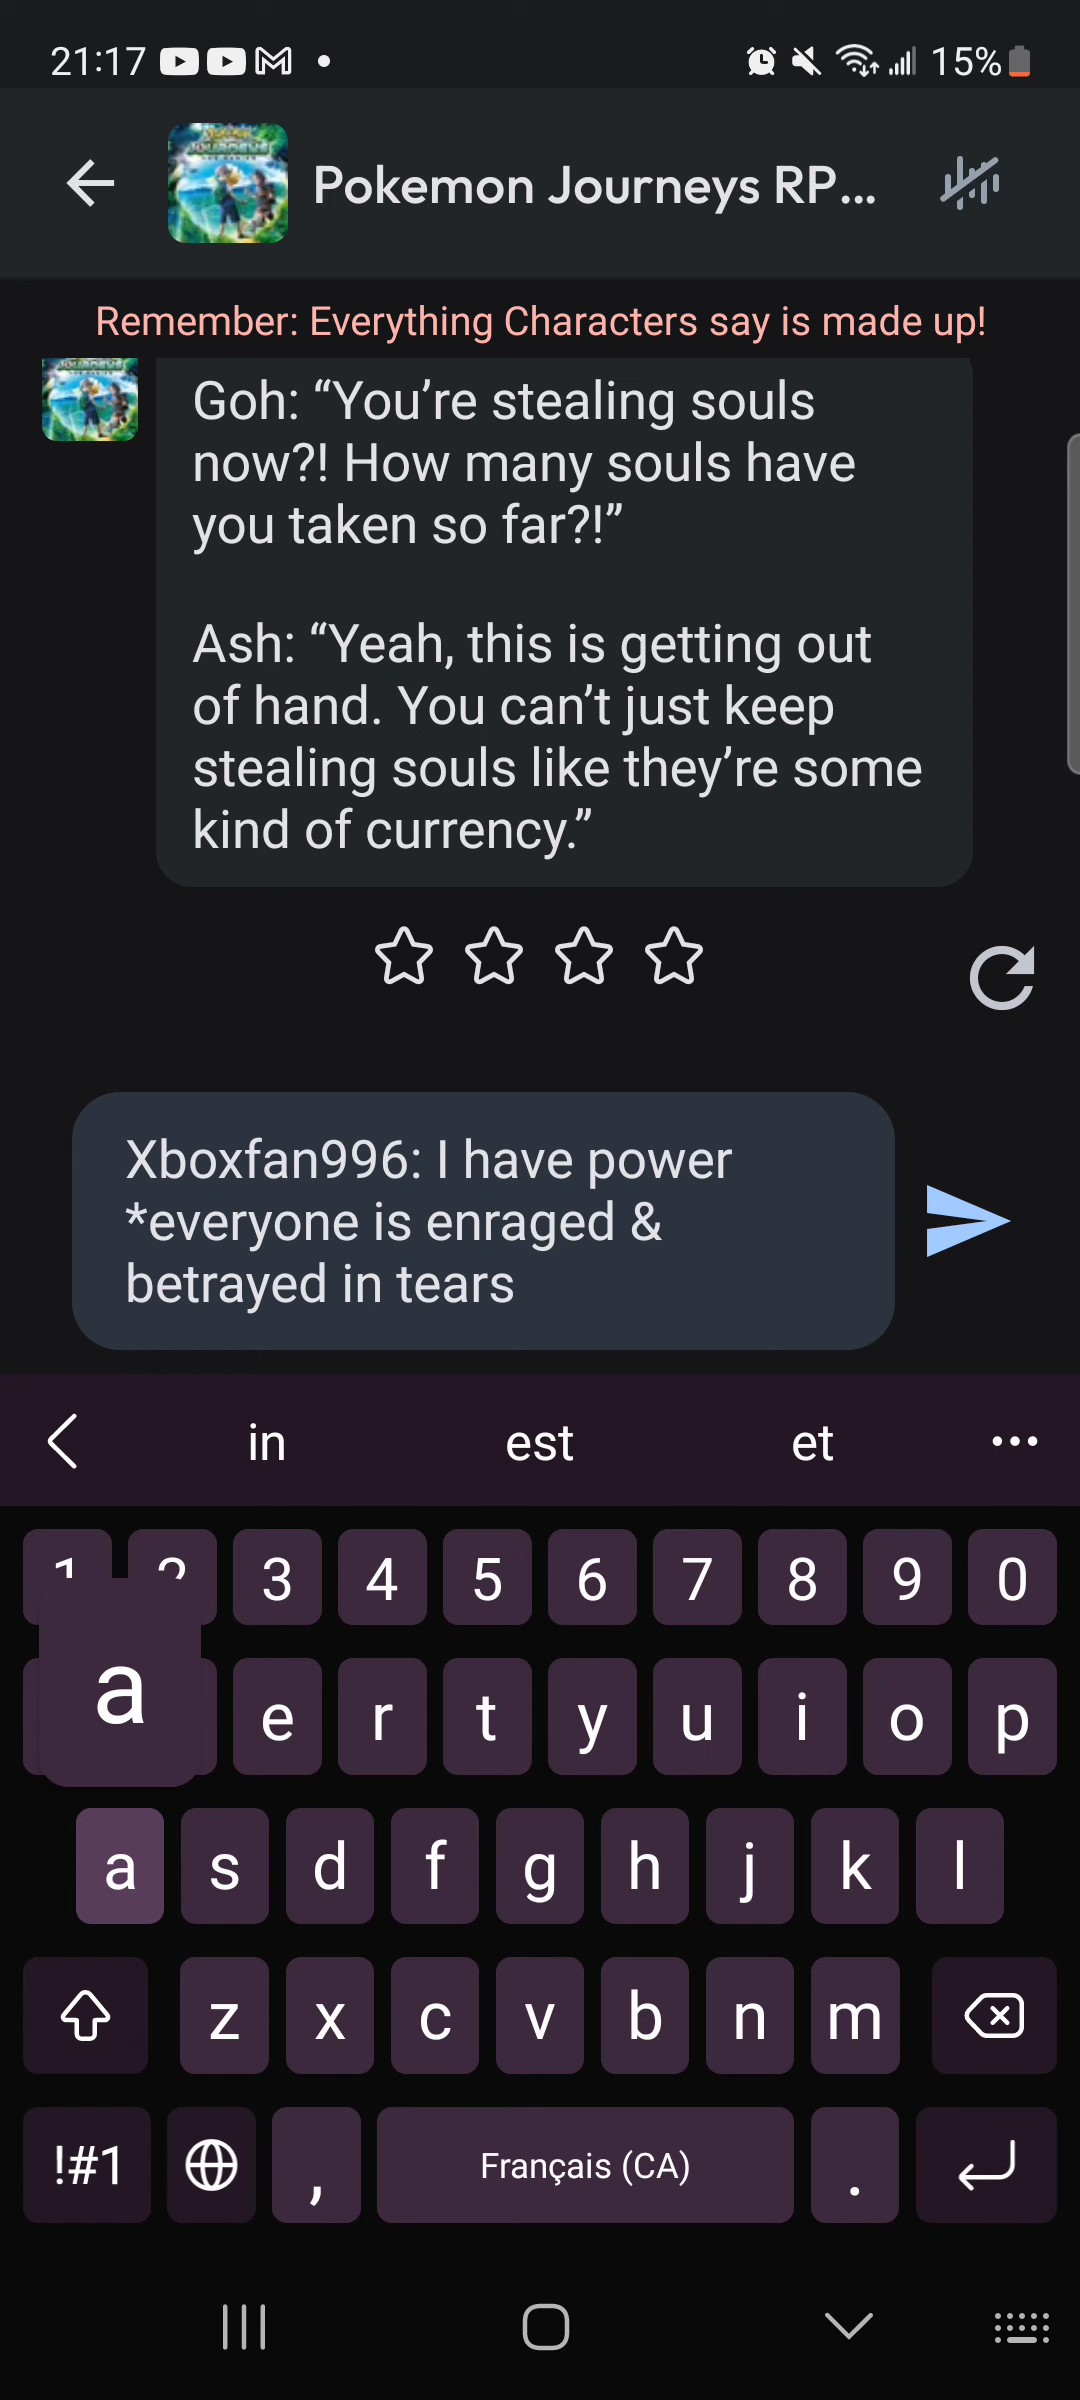 21:17 15%
Pokemon Journeys RP...
Remember: Everything Characters say is made up!
JOURNEYS
Goh: “You’re stealing souls
now?! How many souls have
you taken so far?!”
Ash: “Yeah, this is getting out
of hand. You can’t just keep
stealing souls like they’re some
kind of currency.”
Xboxfan996: I have power
*everyone is enraged &
betrayed in tears
in est et
1 2 3 4 5 6 7 8 9 0
a e r t y u i o p
a s d f g h j k l
z x c v b n m
!#1 , Français (CA) .